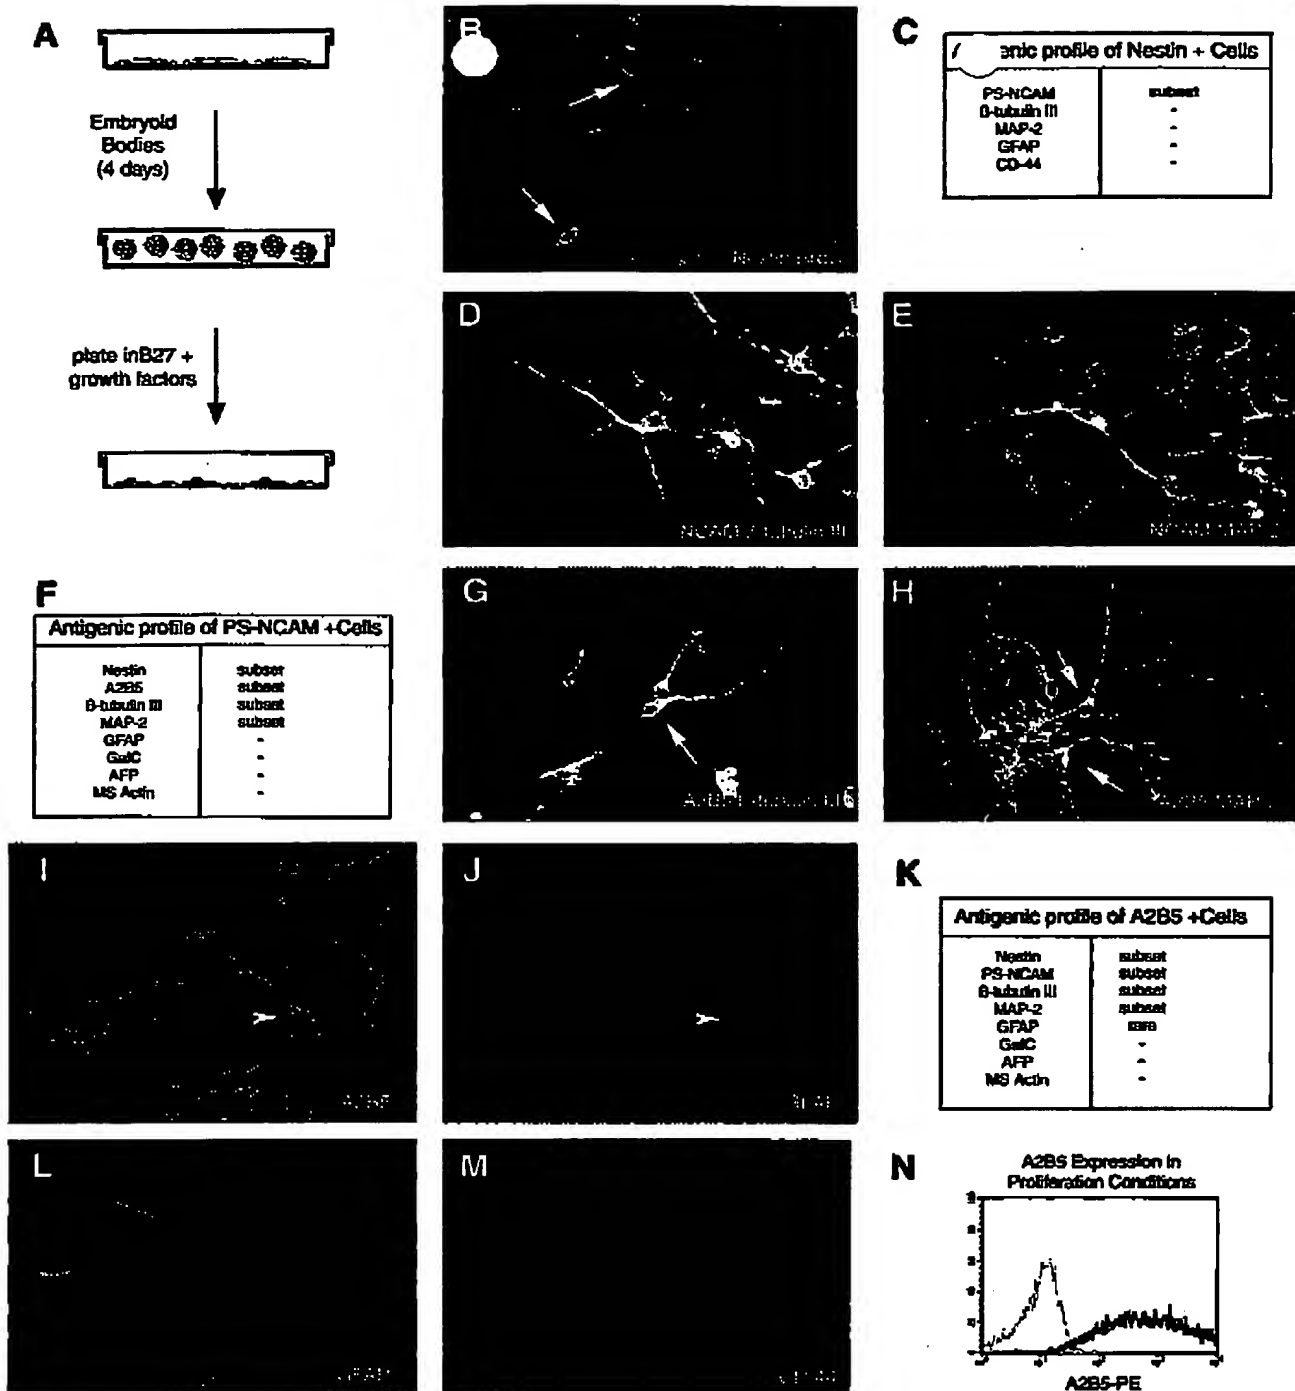 A
Embryoid
Bodies
(4 days)
plate inB27 +
growth factors
B
C
enic profile of Nestin + Cells
PS-NCAM subset
β-tubulin III -
MAP-2 -
GFAP -
CD-44 -
D
E
F
Antigenic profile of PS-NCAM +Cells
Nestin subset
A2B5 subset
β-tubulin III subset
MAP-2 subset
GFAP -
GalC -
AFP -
MS Actin -
G
H
I
A2B5
J
K
Antigenic profile of A2B5 +Cells
Nestin subset
PS-NCAM subset
β-tubulin III subset
MAP-2 subset
GFAP rare
GalC -
AFP -
MS Actin -
L
GFAP
M
N
A2B5 Expression in
Proliferation Conditions
A2B5-PE